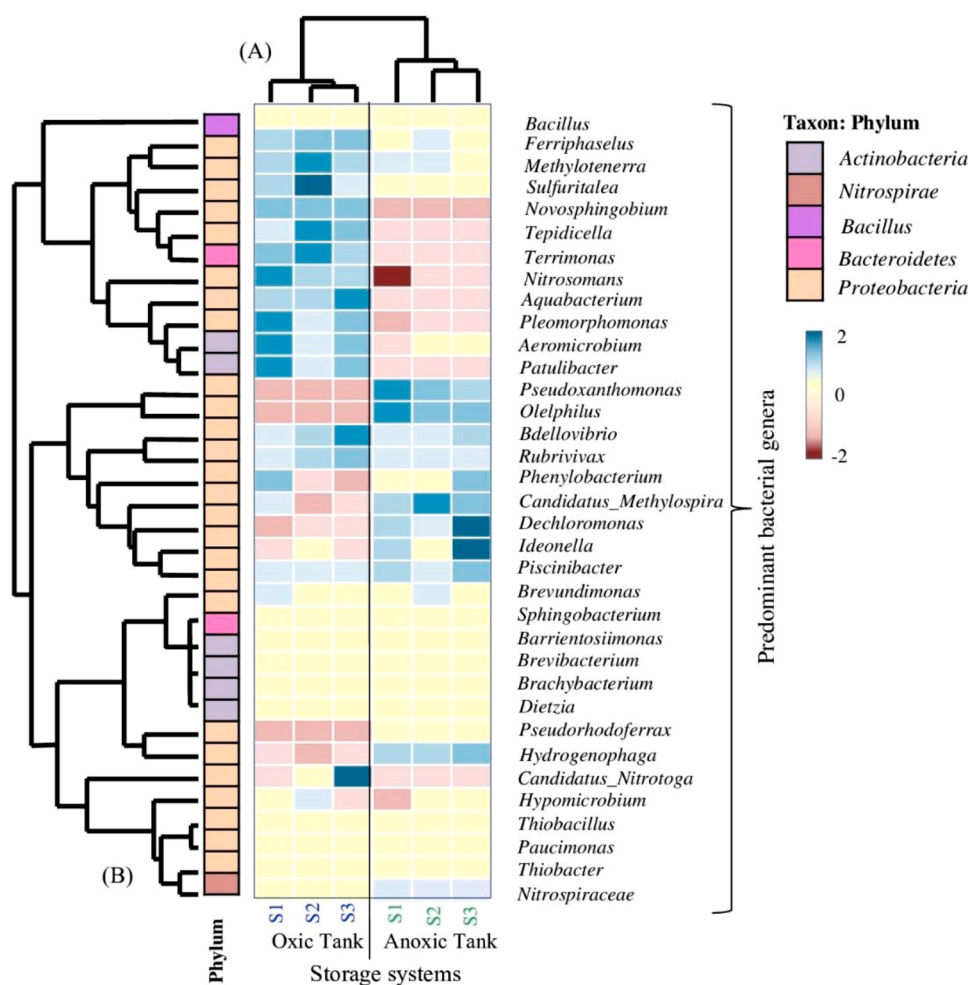 (A)
Bacillus
Ferriphaselus
Methylotenerra
Sulfuritalea
Novosphingobium
Tepidicella
Terrimonas
Nitrosomans
Aquabacterium
Pleomorphomonas
Aeromicrobium
Patulibacter
Pseudoxanthomonas
Olelphilus
Bdellovibrio
Rubrivivax
Phenylobacterium
Candidatus_Methylospira
Dechloromonas
Ideonella
Piscinibacter
Brevundimonas
Sphingobacterium
Barrientosiimonas
Brevibacterium
Brachybacterium
Dietzia
Pseudorhodoferrax
Hydrogenophaga
Candidatus_Nitrotoga
Hypomicrobium
Thiobacillus
Paucimonas
Thiobacter
Nitrospiraceae
Predominant bacterial genera
Taxon: Phylum
Actinobacteria
Nitrospirae
Bacillus
Bacteroidetes
Proteobacteria
2
0
-2
(B)
Phylum
S1 S2 S3 S1 S2 S3
Oxic Tank Anoxic Tank
Storage systems